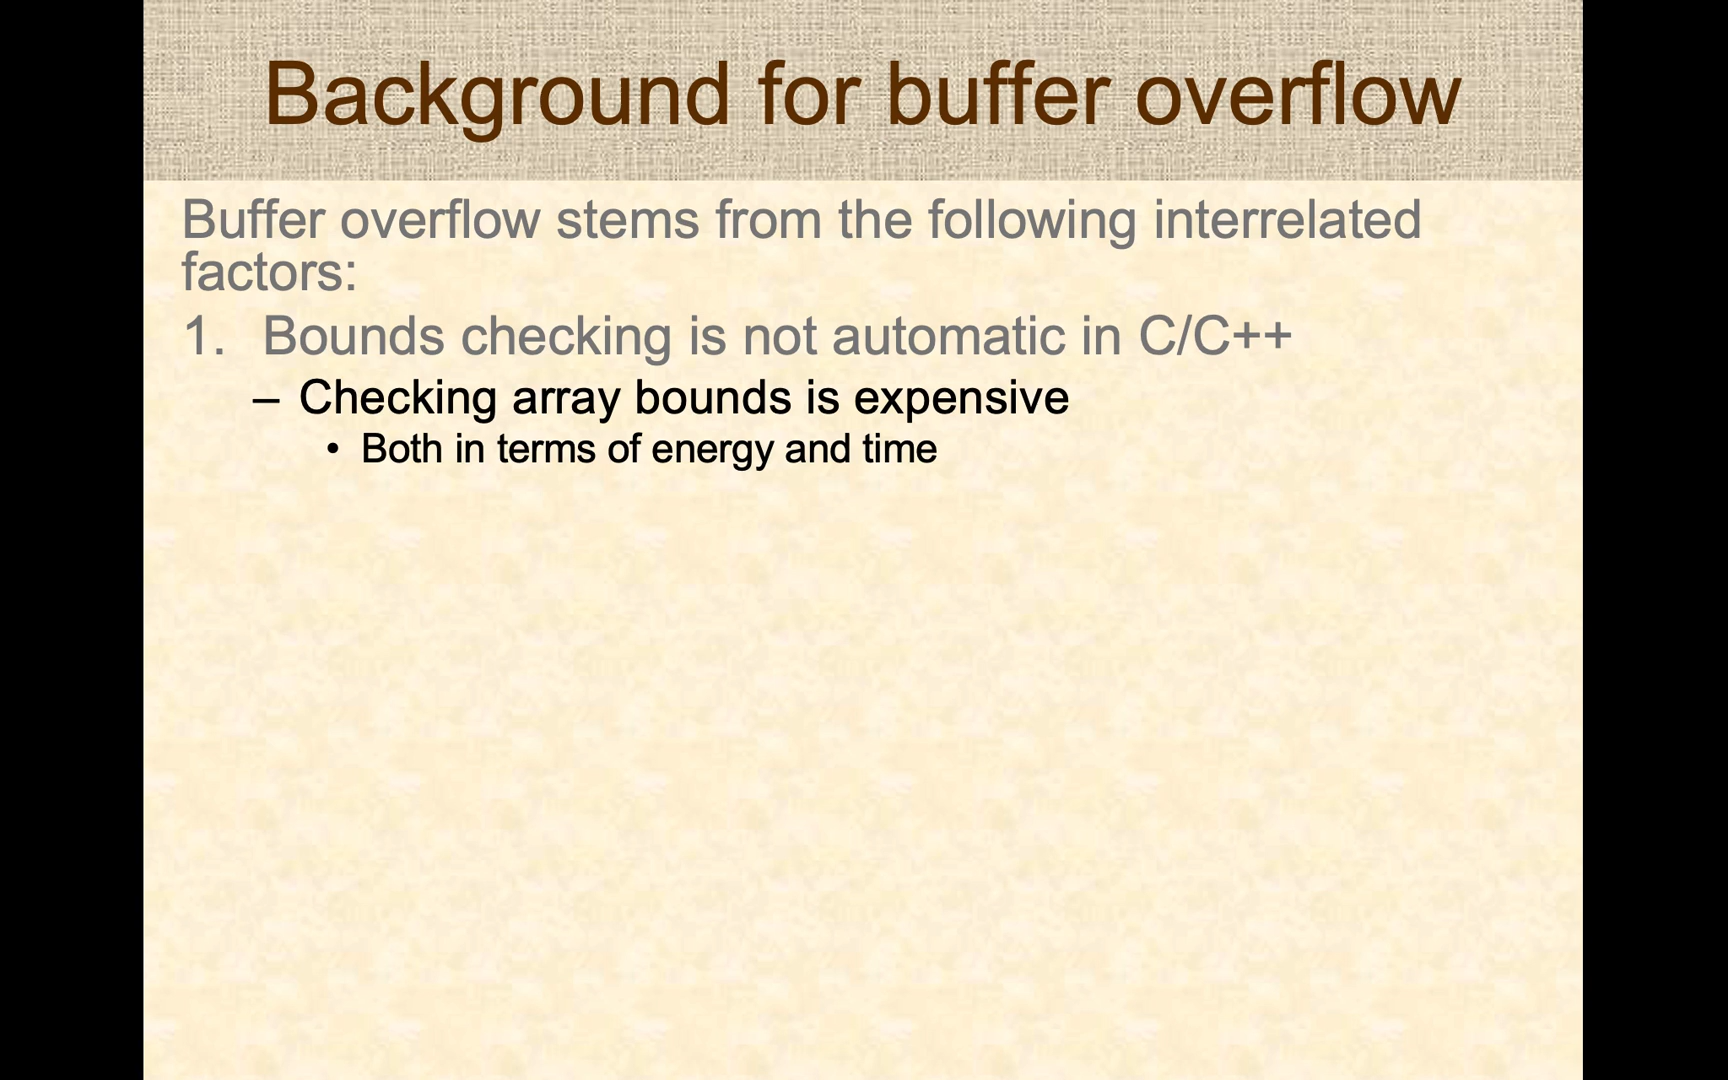 Background for buffer overflow
Buffer overflow stems from the following interrelated
factors:
1. Bounds checking is not automatic in C/C++
– Checking array bounds is expensive
• Both in terms of energy and time